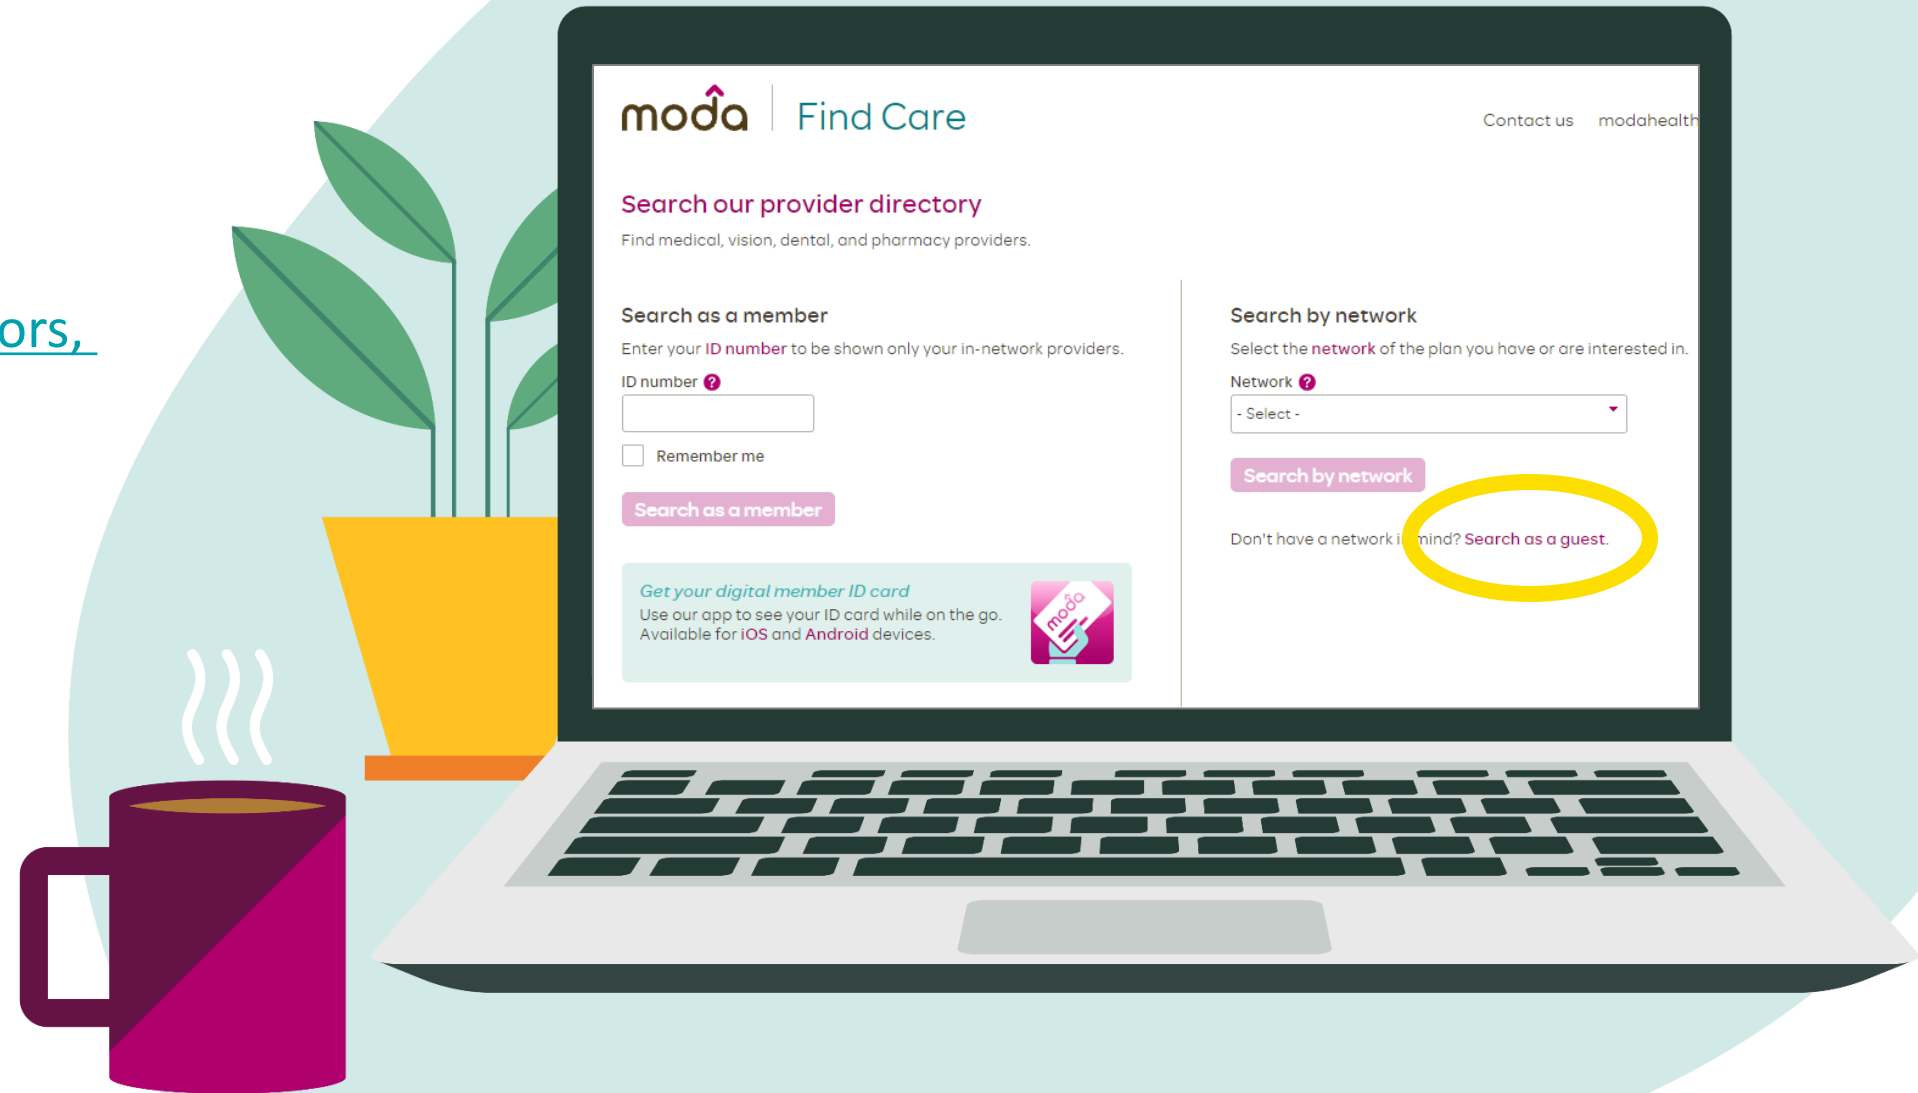 ors,
moda
Find Care
Contact us modahealth
Search our provider directory
Find medical, vision, dental, and pharmacy providers.
Search as a member
Enter your ID number to be shown only your in-network providers.
ID number ?
Remember me
Search as a member
Get your digital member ID card
Use our app to see your ID card while on the go.
Available for iOS and Android devices.
moda
Search by network
Select the network of the plan you have or are interested in.
Network ?
- Select -
Search by network
Don't have a network in mind? Search as a guest.